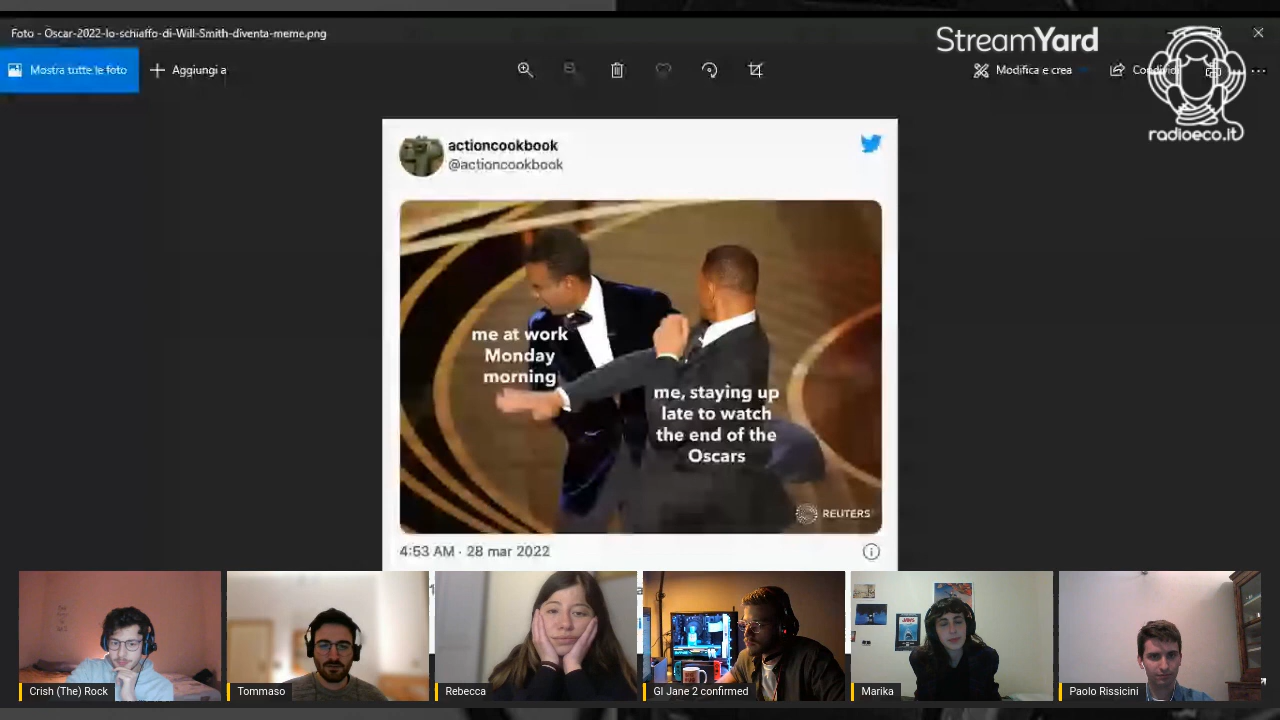 Foto - Oscar-2022-lo-schiaffo-di-Will-Smith-diventa-meme.png
StreamYard
Mostra tutte le foto
Aggiungi a
Modifica e crea
Condividi
radioeco.it
actioncookbook
@actioncookbook
me at work
Monday
morning
me, staying up
late to watch
the end of the
Oscars
REUTERS
4:53 AM · 28 mar 2022
JAWS
Crish (The) Rock
Tommaso
Rebecca
GI Jane 2 confirmed
Marika
Paolo Rissicini